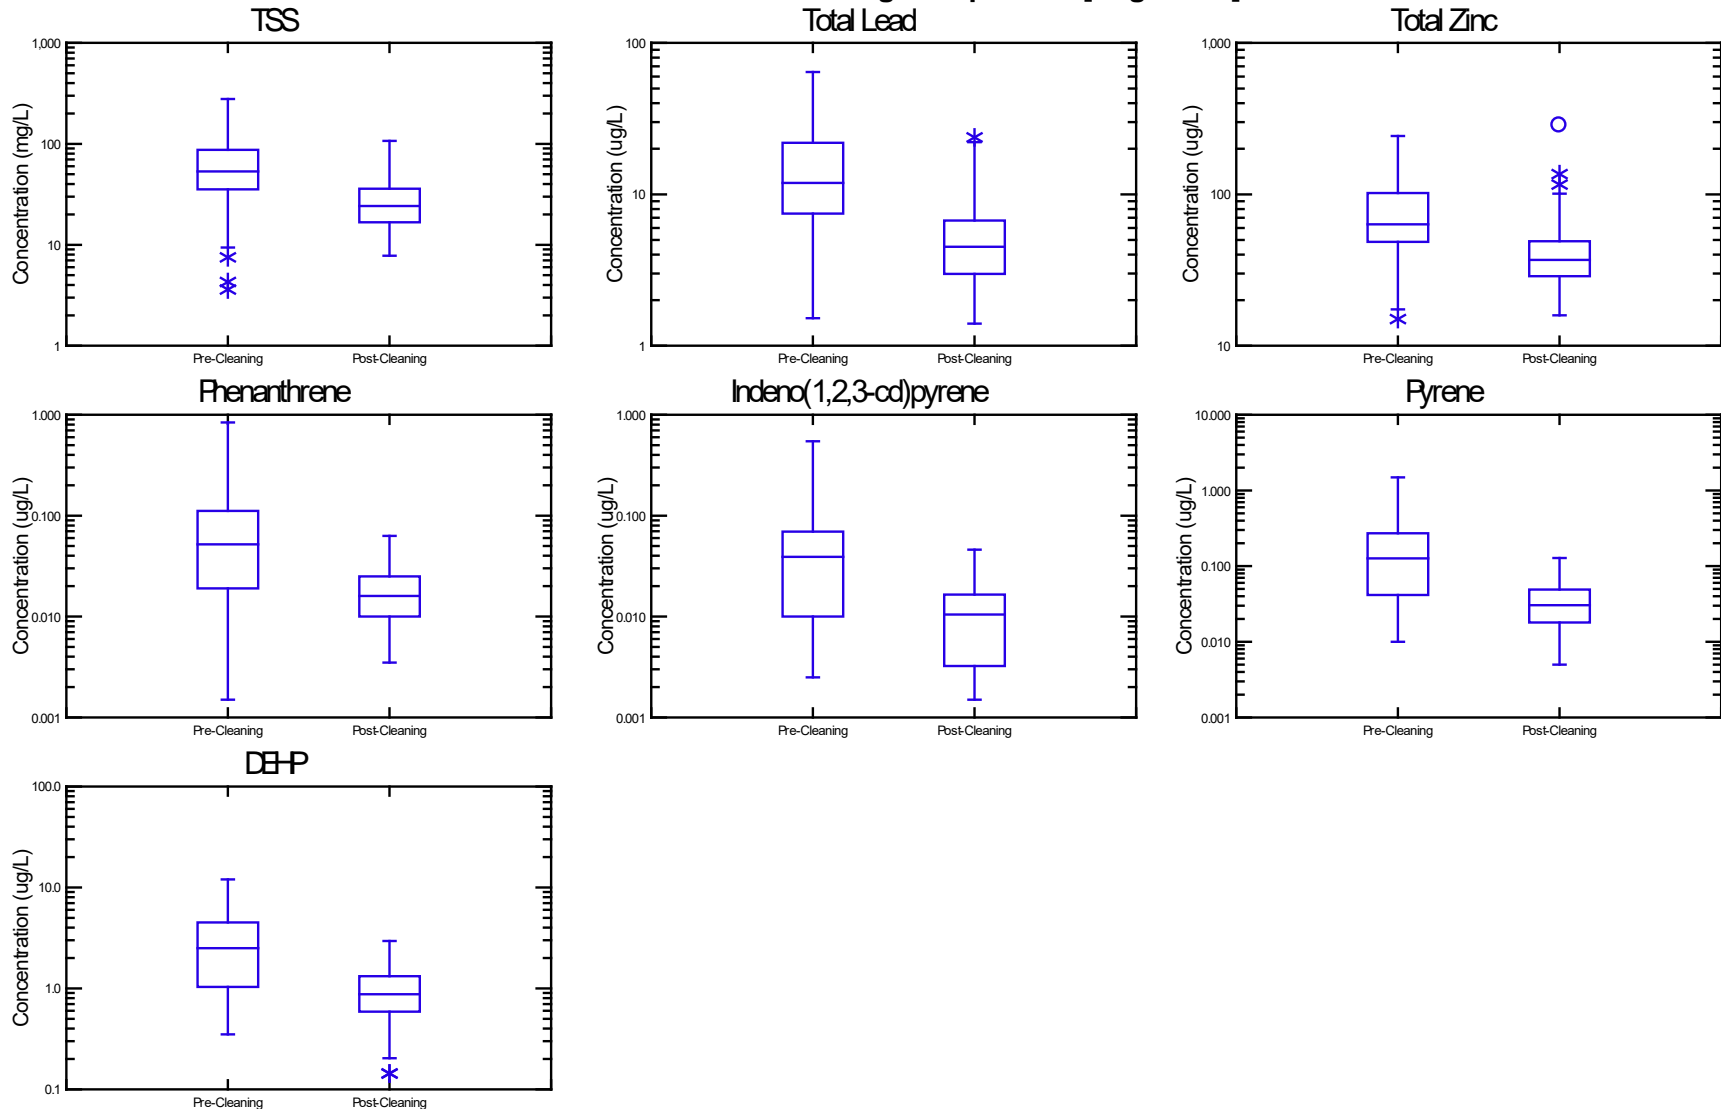 TSS
Total Lead
Total Zinc
1,000
100
10
1
Concentration (mg/L)
Pre-Cleaning
Post-Cleaning
100
10
1
Concentration (ug/L)
Pre-Cleaning
Post-Cleaning
1,000
100
10
Concentration (ug/L)
Pre-Cleaning
Post-Cleaning
Phenanthrene
Indeno(1,2,3-cd)pyrene
Pyrene
1.000
0.100
0.010
0.001
Concentration (ug/L)
Pre-Cleaning
Post-Cleaning
1.000
0.100
0.010
0.001
Concentration (ug/L)
Pre-Cleaning
Post-Cleaning
10.000
1.000
0.100
0.010
0.001
Concentration (ug/L)
Pre-Cleaning
Post-Cleaning
DEHP
100.0
10.0
1.0
0.1
Concentration (ug/L)
Pre-Cleaning
Post-Cleaning